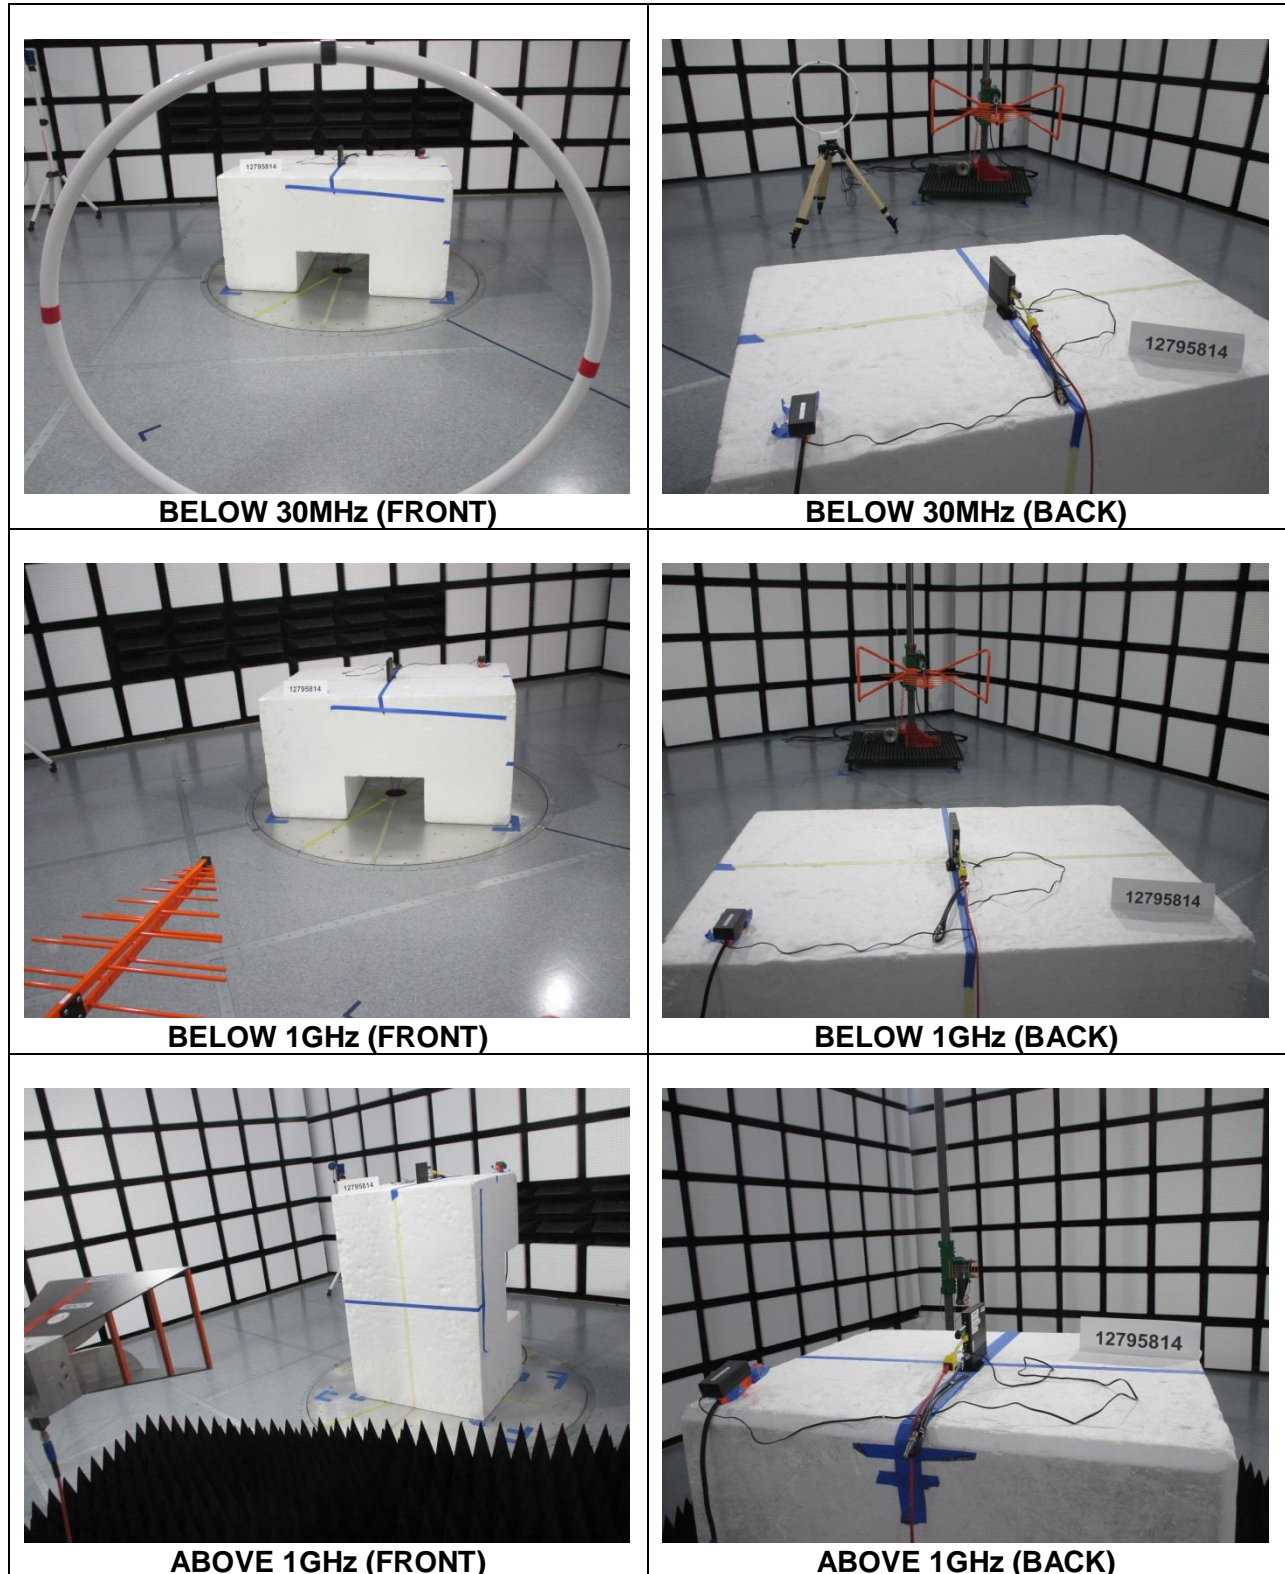 12795814
12795814
BELOW 30MHz (FRONT)
BELOW 30MHz (BACK)
12795814
12795814
BELOW 1GHz (FRONT)
BELOW 1GHz (BACK)
12795814
12795814
ABOVE 1GHz (FRONT)
ABOVE 1GHz (BACK)